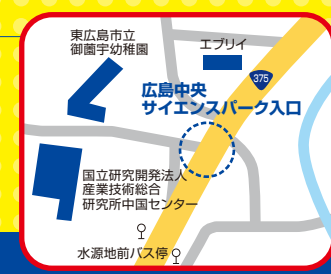 東広島市立
御薗宇幼稚園
エブリイ
375
広島中央
サイエンスパーク入口
国立研究開発法人
産業技術総合
研究所中国センター
水源地前バス停